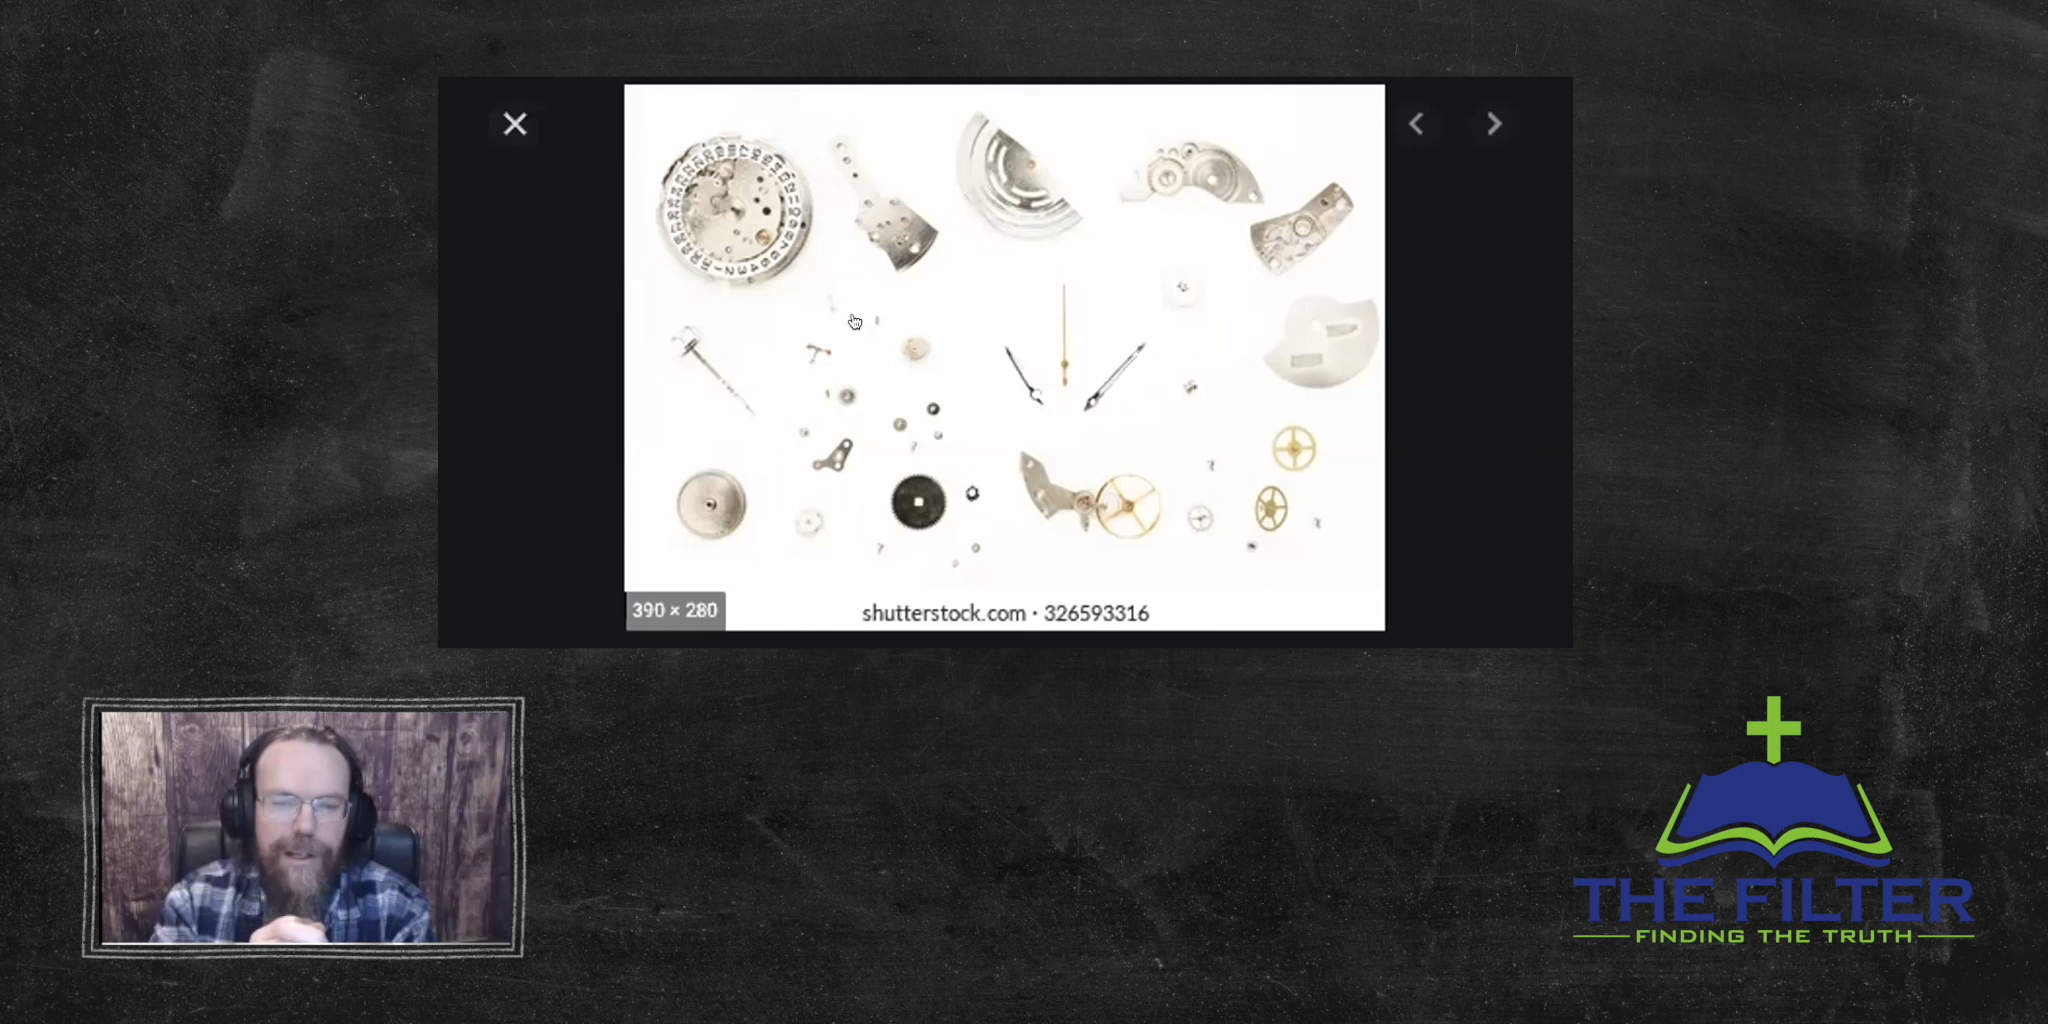 390 × 280
shutterstock.com · 326593316
THE FILTER
FINDING THE TRUTH